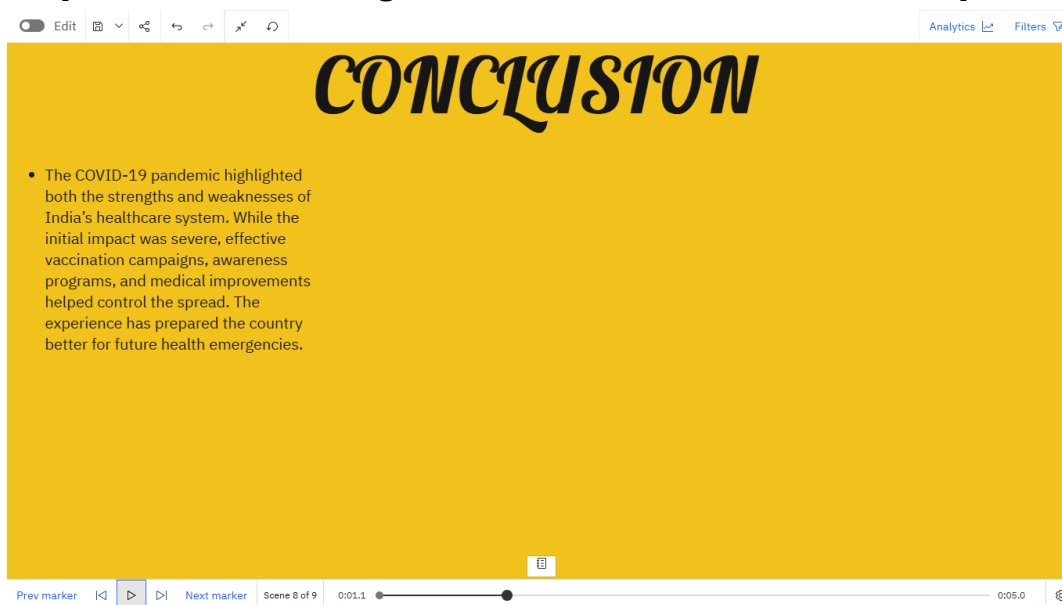 Edit
Analytics Filters
CONCLUSION
• The COVID-19 pandemic highlighted
both the strengths and weaknesses of
India's healthcare system. While the
initial impact was severe, effective
vaccination campaigns, awareness
programs, and medical improvements
helped control the spread. The
experience has prepared the country
better for future health emergencies.
Prev marker Next marker Scene 8 of 9 0:01.1 0:05.0